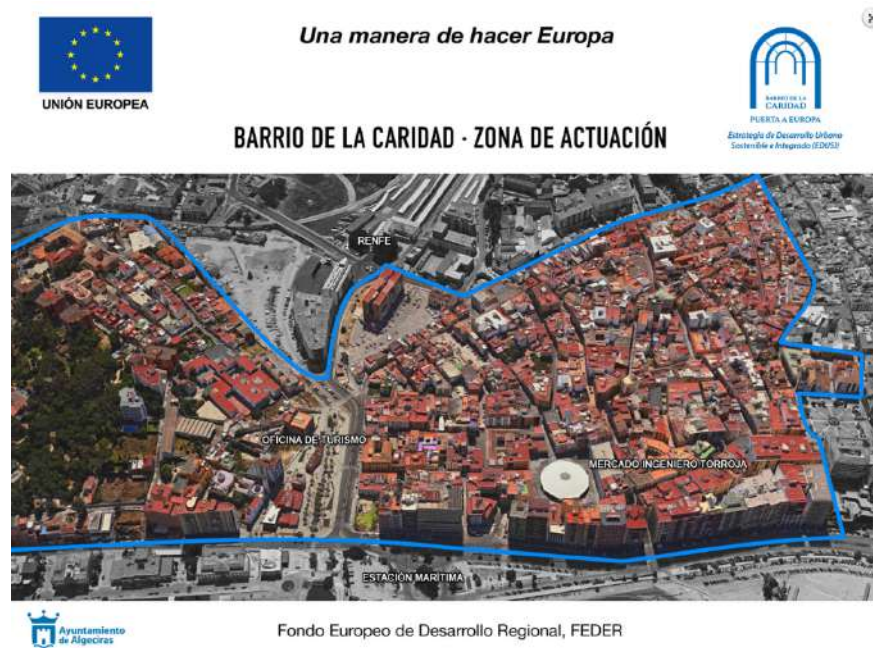 Una manera de hacer Europa
UNIÓN EUROPEA
BARRIO DE LA
CARIDAD
PUERTA A EUROPA
Estrategia de Desarrollo Urbano
Sostenible e Integrado (EDUSI)
BARRIO DE LA CARIDAD · ZONA DE ACTUACIÓN
RENFE
OFICINA DE TURISMO
MERCADO INGENIERO TORROJA
ESTACIÓN MARÍTIMA
Ayuntamiento
de Algeciras
Fondo Europeo de Desarrollo Regional, FEDER